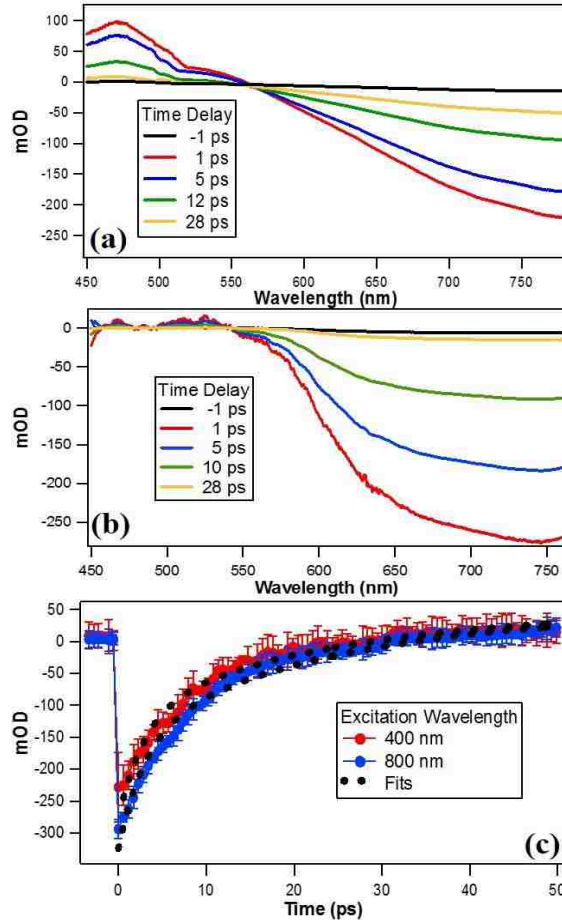 100
50
0
-50
-100
-150
-200
-250
mOD
Time Delay
-1 ps
1 ps
5 ps
12 ps
28 ps
(a)
450 500 550 600 650 700 750
Wavelength (nm)
0
-50
-100
-150
-200
-250
mOD
Time Delay
-1 ps
1 ps
5 ps
10 ps
28 ps
(b)
450 500 550 600 650 700 750
Wavelength (nm)
50
0
-50
-100
-150
-200
-250
-300
mOD
Excitation Wavelength
400 nm
800 nm
Fits
(c)
0 10 20 30 40 50
Time (ps)